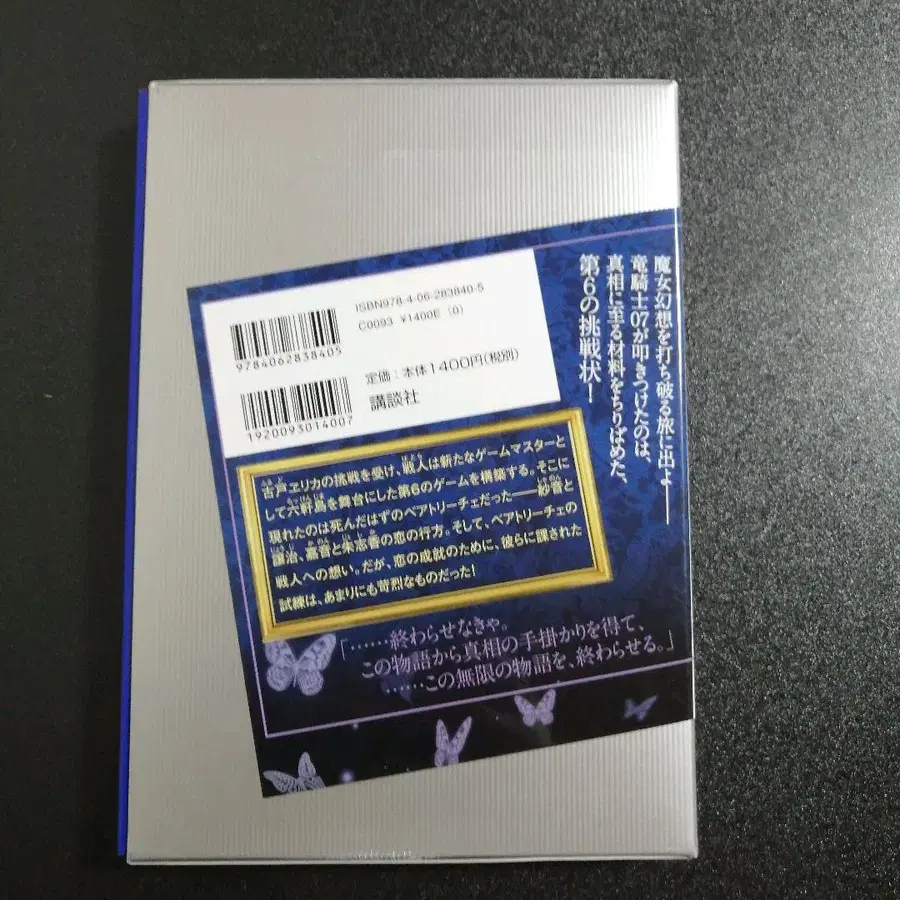 魔女幻想を打ち破る旅に出よ――
竜騎士07が叩きつけたのは、
真相に至る材料をちりばめた、
第6の挑戦状!
ISBN978-4-06-283840-5
C0093 ¥1400E (0)
9784062838405
定価:本体1400円(税別)
講談社
1920093014007
古戸ヱリカの挑戦を受け、戦人は新たなゲームマスターと
して六軒島を舞台にした第6のゲームを構築する。そこに
現れたのは死んだはずのベアトリーチェだった――紗音と
譲治、嘉音と朱志香の恋の行方。そして、ベアトリーチェの
戦人への想い。だが、恋の成就のために、彼らに課された
試練は、あまりにも苛烈なものだった!
「……終わらせなきゃ。
この物語から真相の手掛かりを得て、
……この無限の物語を、終わらせる。」